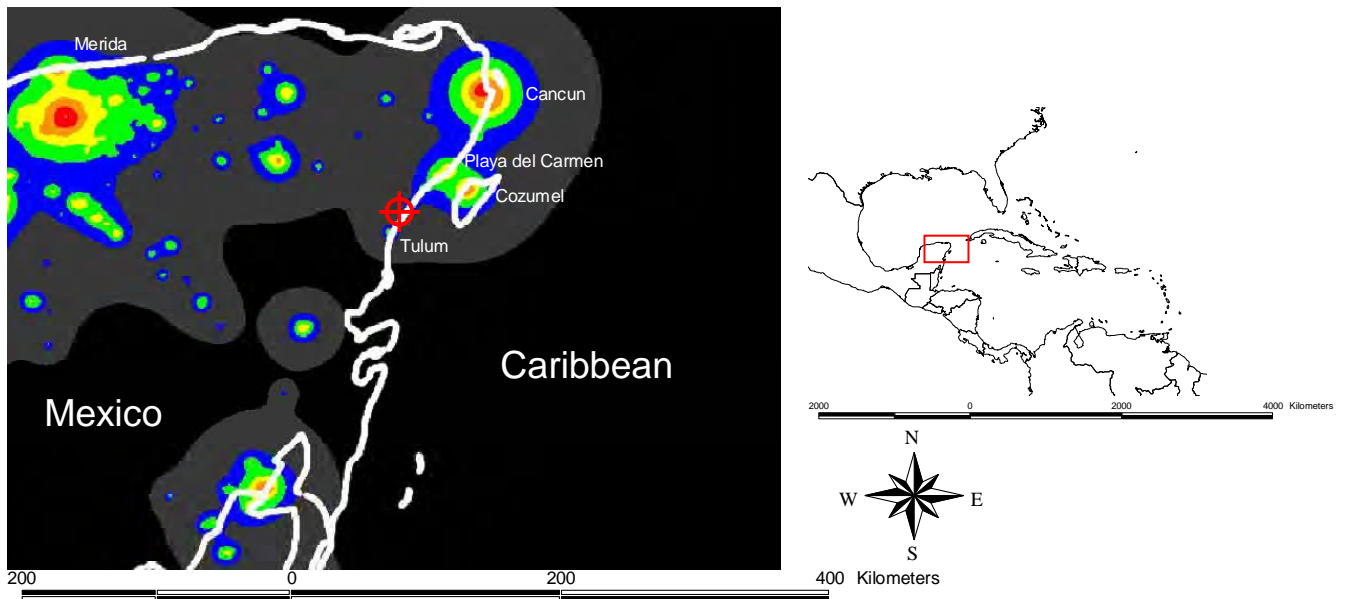 Merida
Cancun
Playa del Carmen
Cozumel
Tulum
Caribbean
Mexico
200 0 200 400 Kilometers
2000 0 2000 4000 Kilometers
N
W E
S